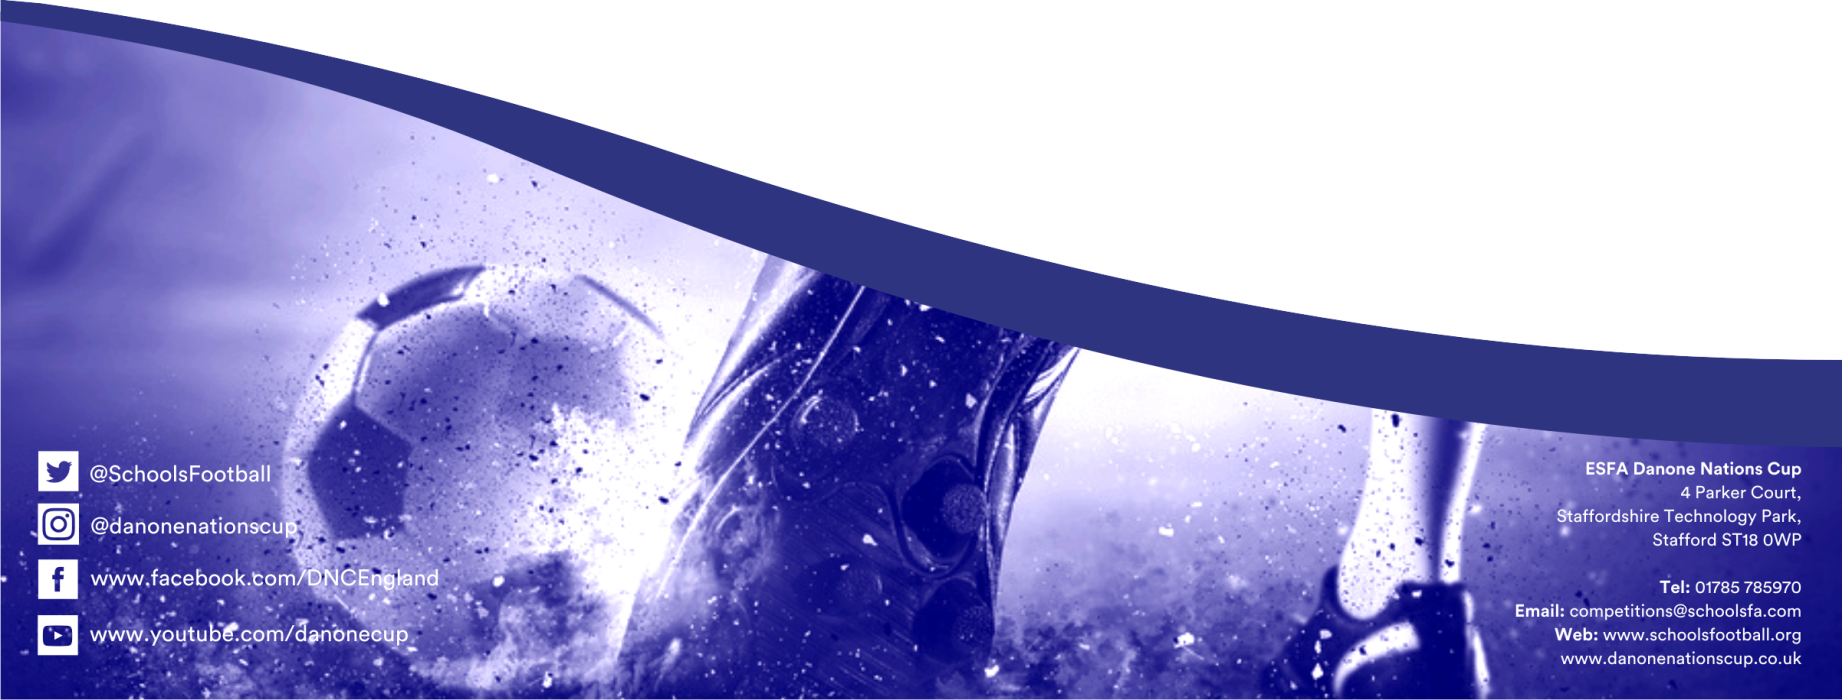 @SchoolsFootball
@danonenationscup
www.facebook.com/DNCEngland
www.youtube.com/danonecup
ESFA Danone Nations Cup
4 Parker Court,
Staffordshire Technology Park,
Stafford ST18 0WP
Tel: 01785 785970
Email: competitions@schoolsfa.com
Web: www.schoolsfootball.org
www.danonenationscup.co.uk